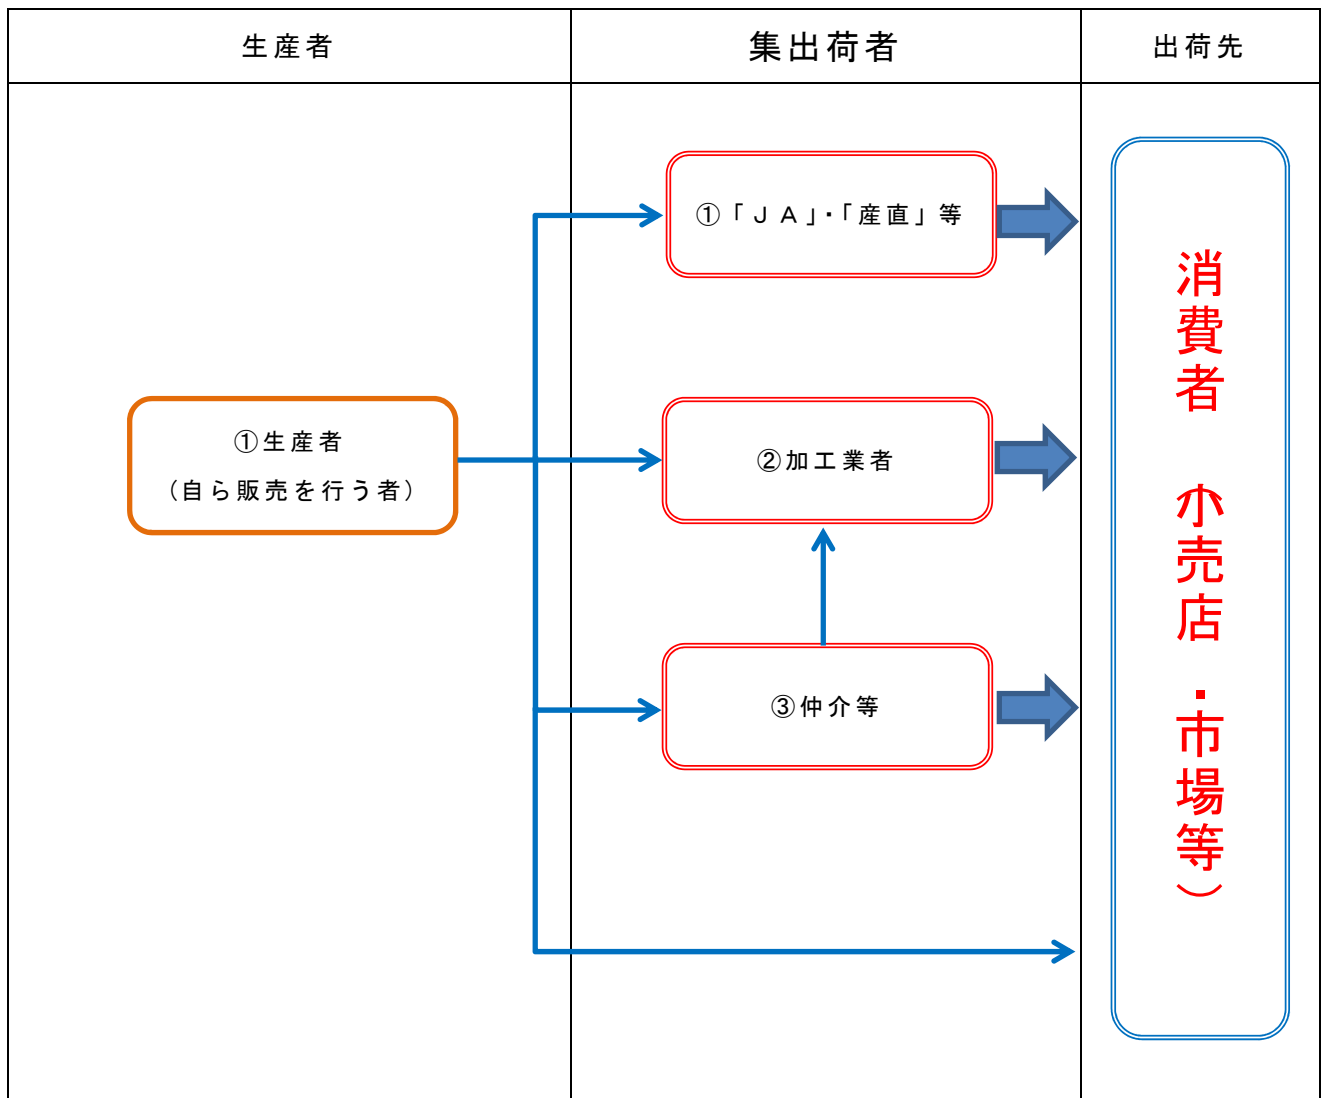 生産者
集出荷者
出荷先
①「ＪＡ」・「産直」等
①生産者
（自ら販売を行う者）
②加工業者
③仲介等
消費者（小売店・市場等）